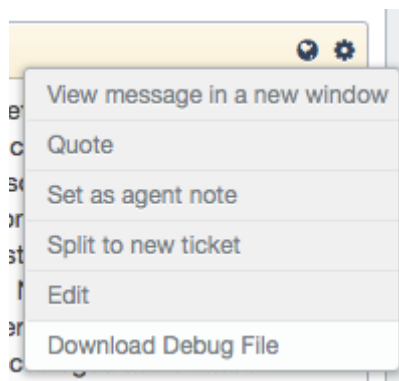 View message in a new window
Quote
Set as agent note
Split to new ticket
Edit
Download Debug File